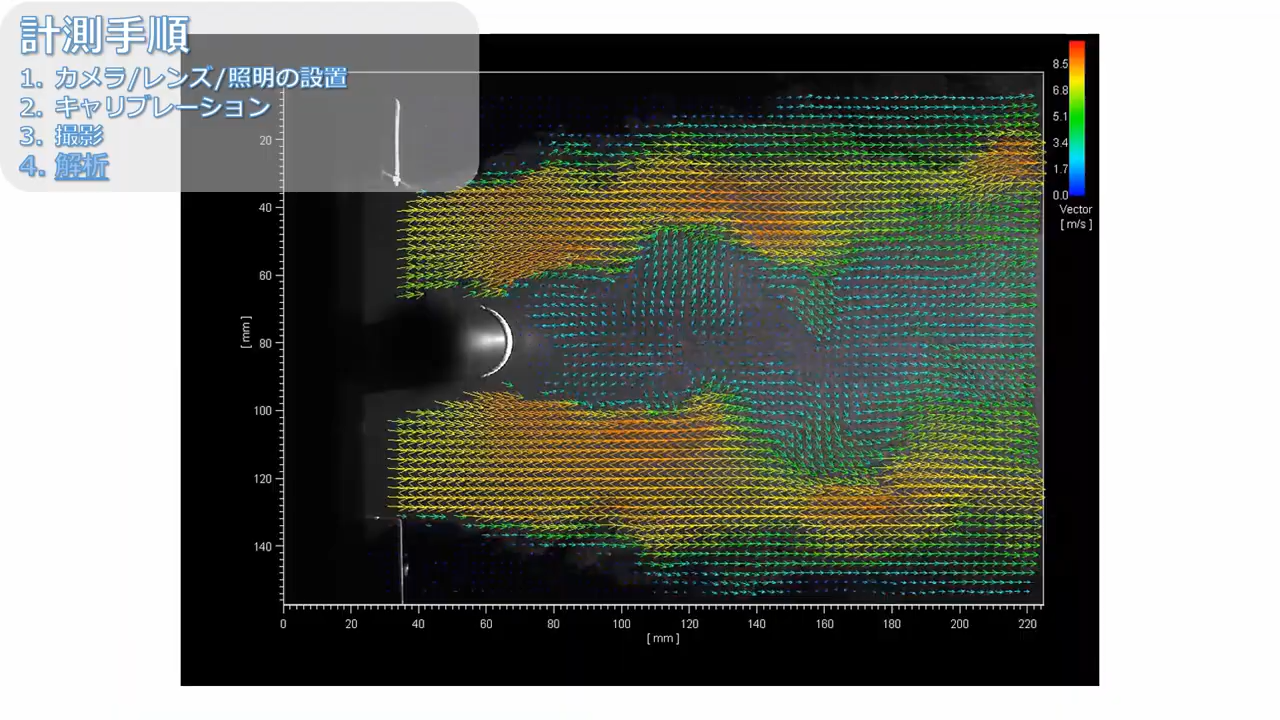 計測手順
1. カメラ/レンズ/照明の設置
2. キャリブレーション
3. 撮影
4. 解析
8.5
6.8
5.1
3.4
1.7
0.0
Vector
[ m/s ]
20
40
60
80
100
120
140
[ mm ]
0 20 40 60 80 100 120 140 160 180 200 220
[ mm ]